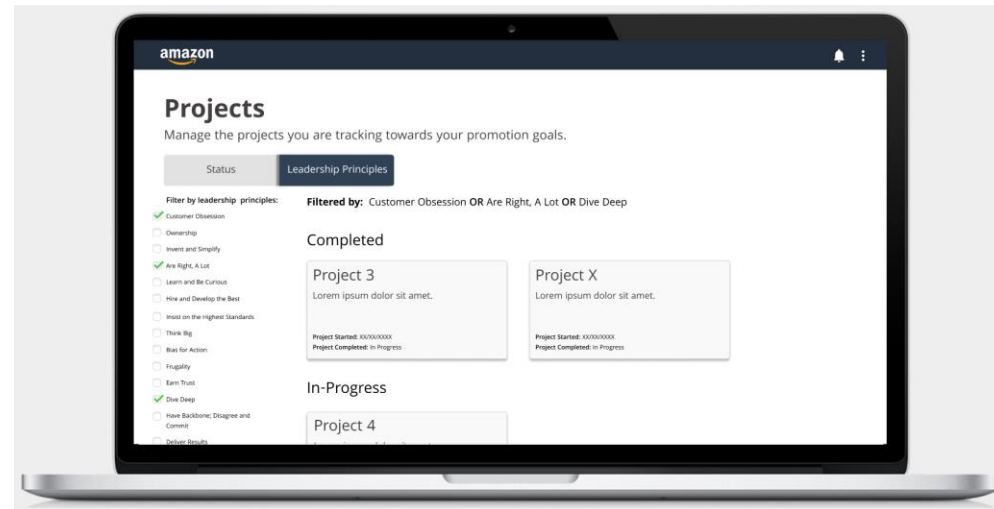 amazon
Projects
Manage the projects you are tracking towards your promotion goals.
Status
Leadership Principles
Filter by leadership principles:
Customer Obsession
Ownership
Invent and Simplify
Are Right, A Lot
Learn and Be Curious
Hire and Develop the Best
Insist on the Highest Standards
Think Big
Bias for Action
Frugality
Earn Trust
Dive Deep
Have Backbone; Disagree and
Commit
Deliver Results
Filtered by: Customer Obsession OR Are Right, A Lot OR Dive Deep
Completed
Project 3
Lorem ipsum dolor sit amet.
Project Started: XX/XX/XXXX
Project Completed: In Progress
Project X
Lorem ipsum dolor sit amet.
Project Started: XX/XX/XXXX
Project Completed: In Progress
In-Progress
Project 4